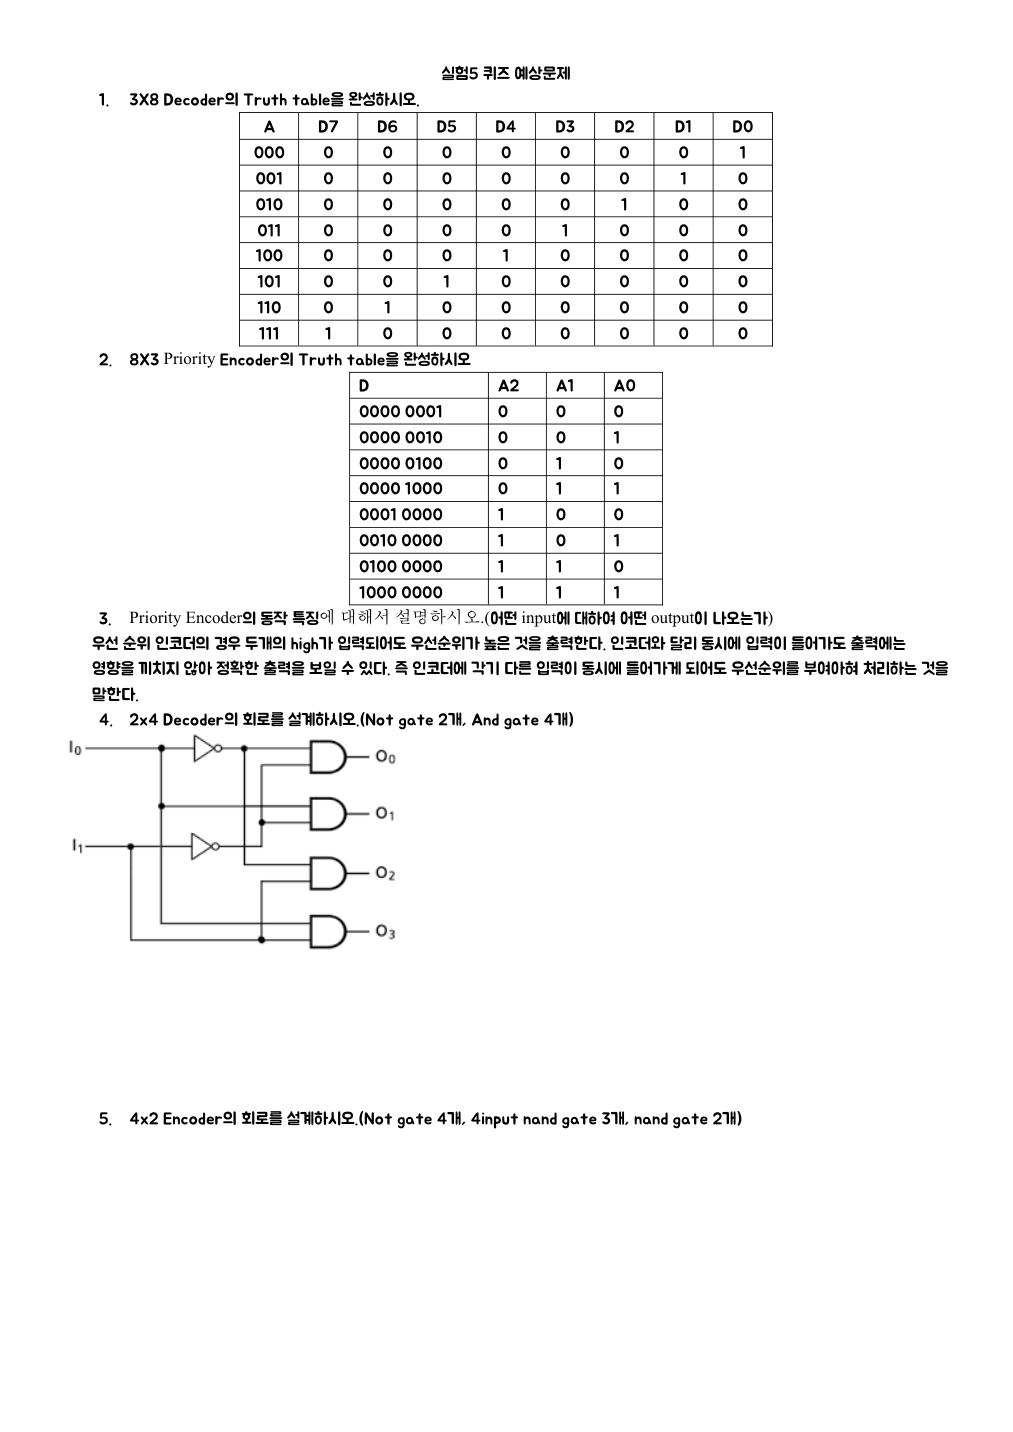 실험5 퀴즈 예상문제
1. 3X8 Decoder의 Truth table을 완성하시오.
A D7 D6 D5 D4 D3 D2 D1 D0
000 0 0 0 0 0 0 0 1
001 0 0 0 0 0 0 1 0
010 0 0 0 0 0 1 0 0
011 0 0 0 0 1 0 0 0
100 0 0 0 1 0 0 0 0
101 0 0 1 0 0 0 0 0
110 0 1 0 0 0 0 0 0
111 1 0 0 0 0 0 0 0
2. 8X3 Priority Encoder의 Truth table을 완성하시오
D A2 A1 A0
0000 0001 0 0 0
0000 0010 0 0 1
0000 0100 0 1 0
0000 1000 0 1 1
0001 0000 1 0 0
0010 0000 1 0 1
0100 0000 1 1 0
1000 0000 1 1 1
3. Priority Encoder의 동작 특징에 대해서 설명하시오.(어떤 input에 대하여 어떤 output이 나오는가)
우선 순위 인코더의 경우 두개의 high가 입력되어도 우선순위가 높은 것을 출력한다. 인코더와 달리 동시에 입력이 들어가도 출력에는
영향을 끼치지 않아 정확한 출력을 보일 수 있다. 즉 인코더에 각기 다른 입력이 동시에 들어가게 되어도 우선순위를 부여아혀 처리하는 것을
말한다.
4. 2x4 Decoder의 회로를 설계하시오.(Not gate 2개, And gate 4개)
I0
O0
O1
I1
O2
O3
5. 4x2 Encoder의 회로를 설계하시오.(Not gate 4개, 4input nand gate 3개, nand gate 2개)